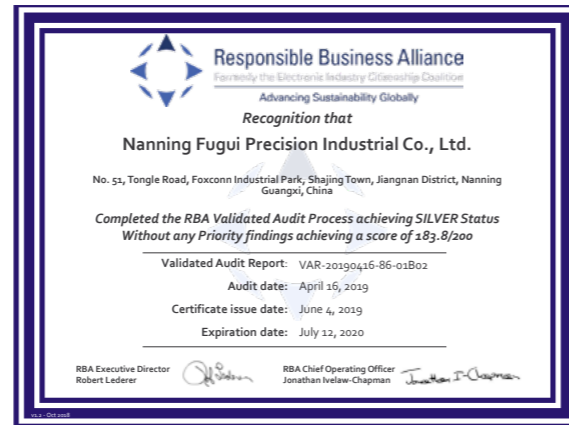 Responsible Business Alliance
Formerly the Electronic Industry Citizenship Coalition
Advancing Sustainability Globally
Recognition that
Nanning Fugui Precision Industrial Co., Ltd.
No. 51, Tongle Road, Foxconn Industrial Park, Shajing Town, Jiangnan District, Nanning
Guangxi, China
Completed the RBA Validated Audit Process achieving SILVER Status
Without any Priority findings achieving a score of 183.8/200
Validated Audit Report: VAR-20190416-86-01B02
Audit date: April 16, 2019
Certificate issue date: June 4, 2019
Expiration date: July 12, 2020
RBA Executive Director
Robert Lederer
RBA Chief Operating Officer
Jonathan Ivelaw-Chapman
Jonathan I-Chapman
v1.2 - Oct 2018